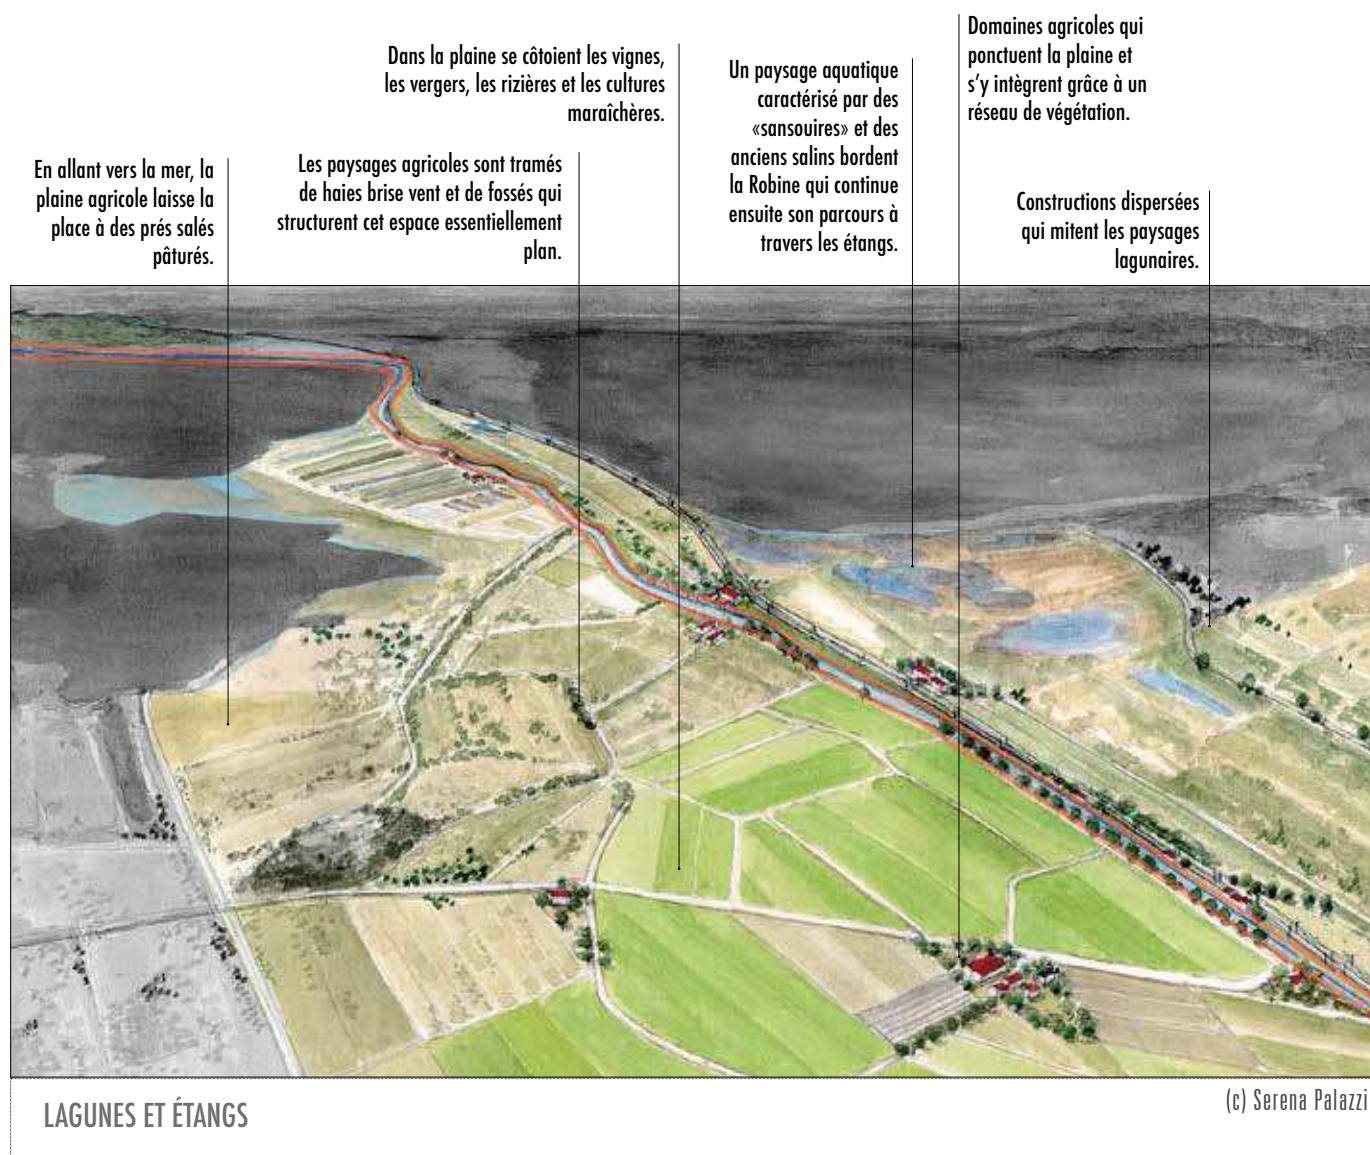 En allant vers la mer, la
plaine agricole laisse la
place à des prés salés
pâturés.
Les paysages agricoles sont tramés
de haies brise vent et de fossés qui
structurent cet espace essentiellement
plan.
Dans la plaine se côtoient les vignes,
les vergers, les rizières et les cultures
maraîchères.
Un paysage aquatique
caractérisé par des
«sansouires» et des
anciens salins bordent
la Robine qui continue
ensuite son parcours à
travers les étangs.
Domaines agricoles qui
ponctuent la plaine et
s'y intègrent grâce à un
réseau de végétation.
Constructions dispersées
qui mitent les paysages
lagunaires.
LAGUNES ET ÉTANGS
(c) Serena Palazzi